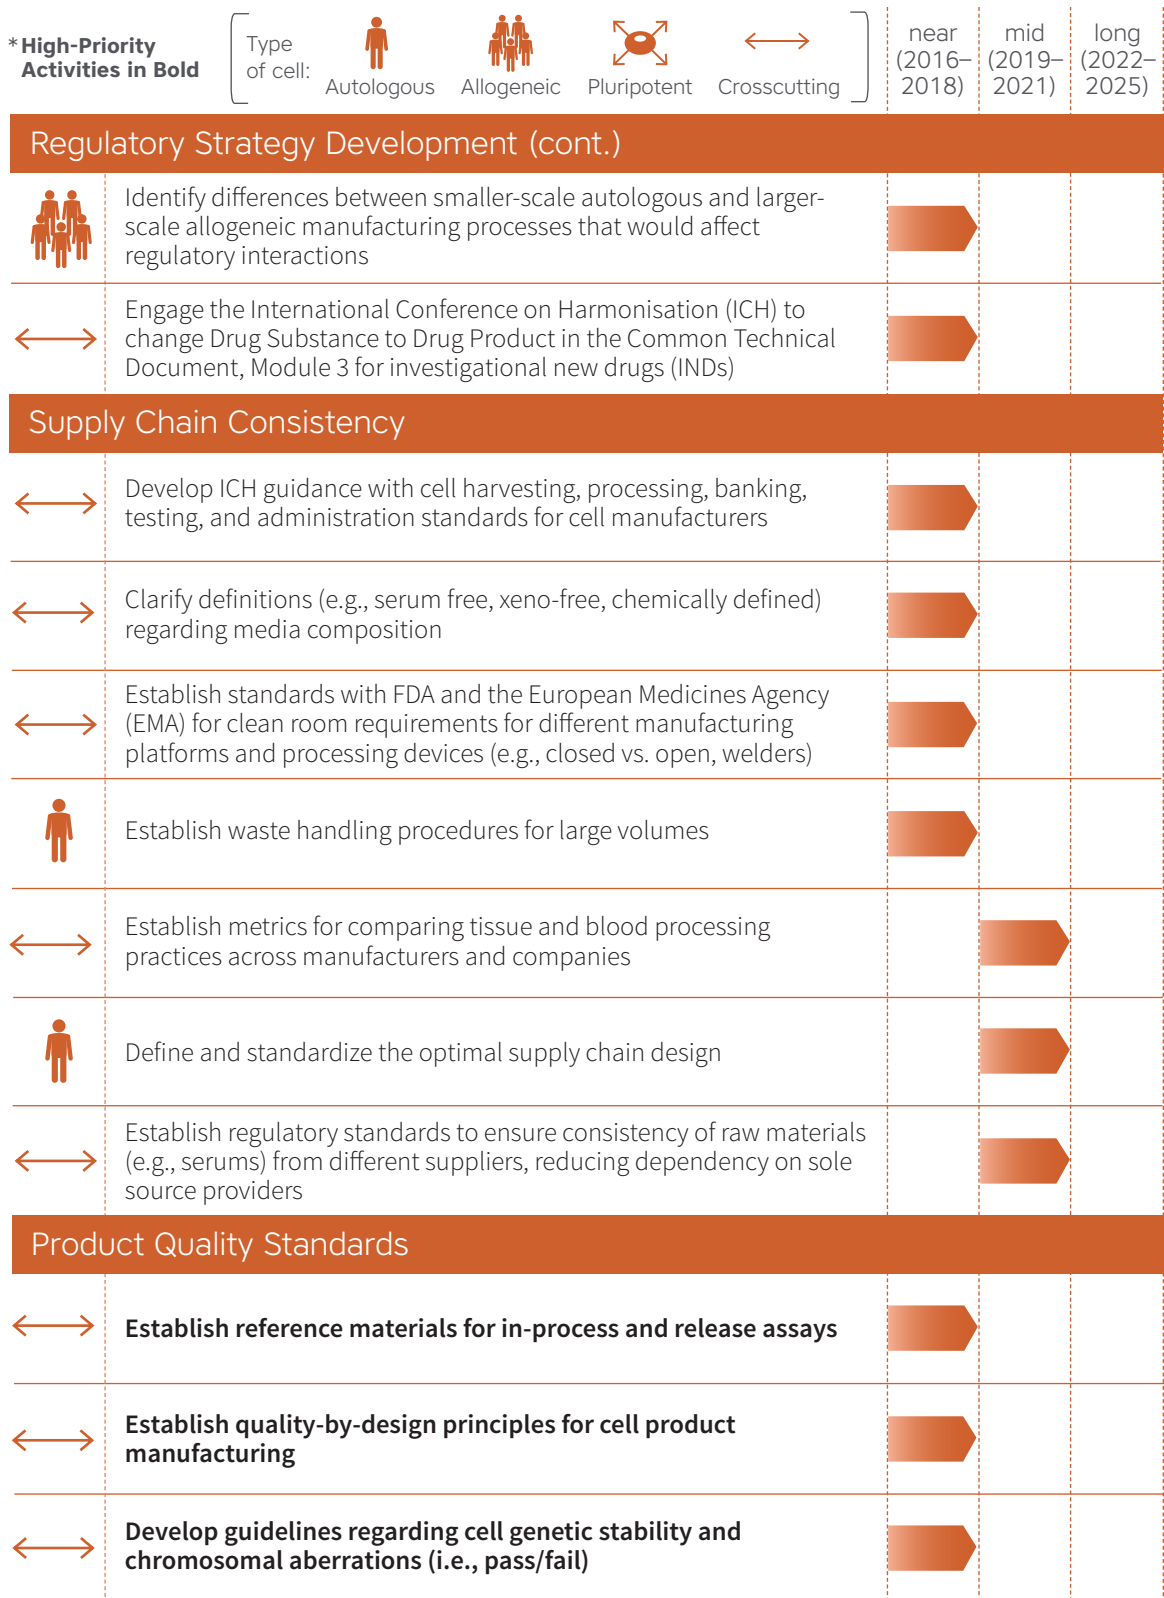 *High-Priority
Activities in Bold
Type
of cell:
Autologous
Allogeneic
Pluripotent
Crosscutting
near
(2016–
2018)
mid
(2019–
2021)
long
(2022–
2025)
Regulatory Strategy Development (cont.)
Identify differences between smaller-scale autologous and larger-
scale allogeneic manufacturing processes that would affect
regulatory interactions
Engage the International Conference on Harmonisation (ICH) to
change Drug Substance to Drug Product in the Common Technical
Document, Module 3 for investigational new drugs (INDs)
Supply Chain Consistency
Develop ICH guidance with cell harvesting, processing, banking,
testing, and administration standards for cell manufacturers
Clarify definitions (e.g., serum free, xeno-free, chemically defined)
regarding media composition
Establish standards with FDA and the European Medicines Agency
(EMA) for clean room requirements for different manufacturing
platforms and processing devices (e.g., closed vs. open, welders)
Establish waste handling procedures for large volumes
Establish metrics for comparing tissue and blood processing
practices across manufacturers and companies
Define and standardize the optimal supply chain design
Establish regulatory standards to ensure consistency of raw materials
(e.g., serums) from different suppliers, reducing dependency on sole
source providers
Product Quality Standards
Establish reference materials for in-process and release assays
Establish quality-by-design principles for cell product
manufacturing
Develop guidelines regarding cell genetic stability and
chromosomal aberrations (i.e., pass/fail)